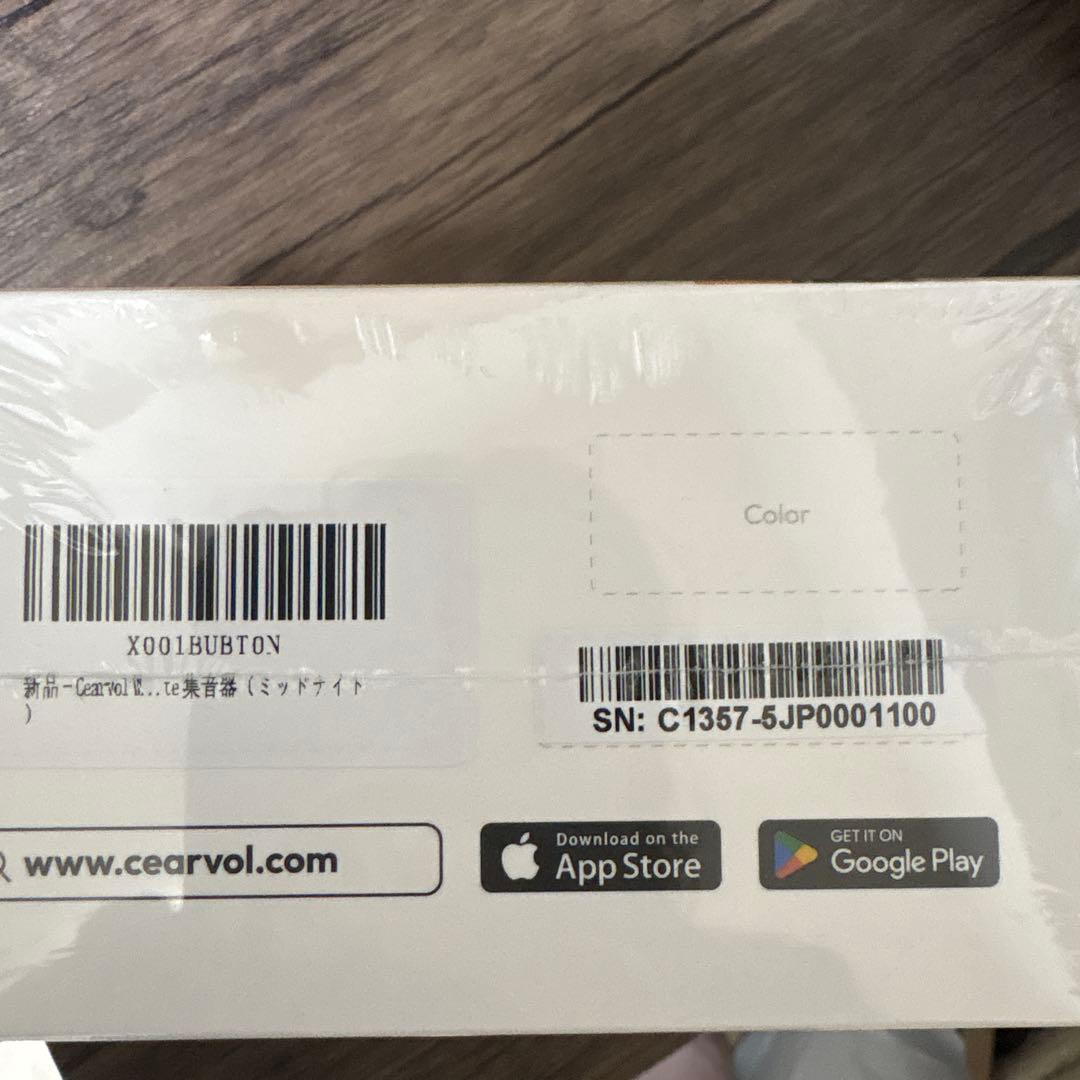 Color
X001BUBT0N
新品-Cearvol W...te集音器（ミッドナイト
）
SN: C1357-5JP0001100
www.cearvol.com
Download on the
App Store
GET IT ON
Google Play